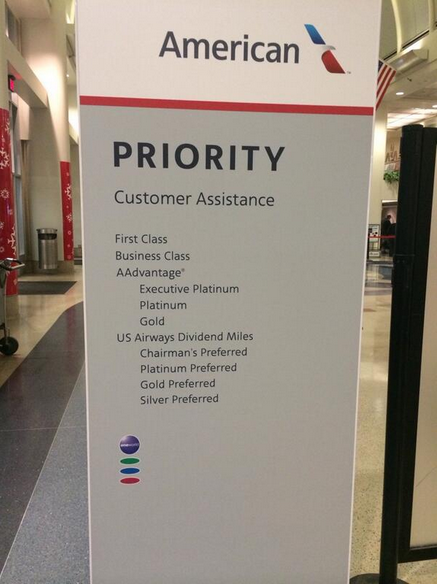 American
PRIORITY
Customer Assistance
First Class
Business Class
AAdvantage®
Executive Platinum
Platinum
Gold
US Airways Dividend Miles
Chairman's Preferred
Platinum Preferred
Gold Preferred
Silver Preferred